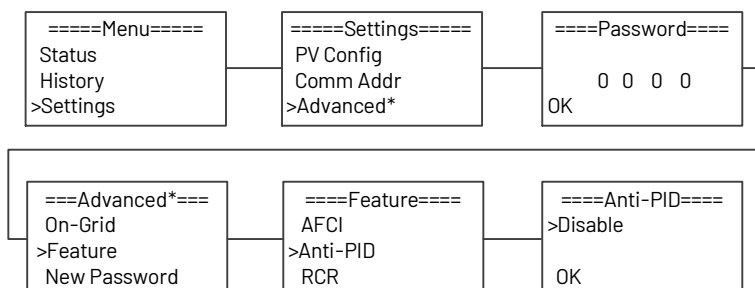 =====Menu=====
Status
History
>Settings
=====Settings=====
PV Config
Comm Addr
>Advanced*
====Password====
0 0 0 0
OK
===Advanced*===
On-Grid
>Feature
New Password
====Feature====
AFCI
>Anti-PID
RCR
====Anti-PID====
>Disable
OK